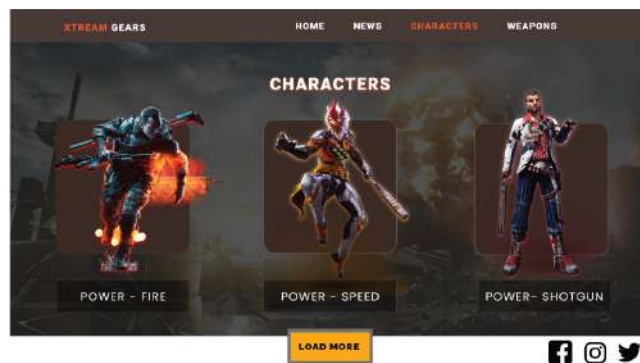 XTREAM GEARS
HOME NEWS CHARACTERS WEAPONS
CHARACTERS
POWER - FIRE
POWER - SPEED
POWER- SHOTGUN
LOAD MORE